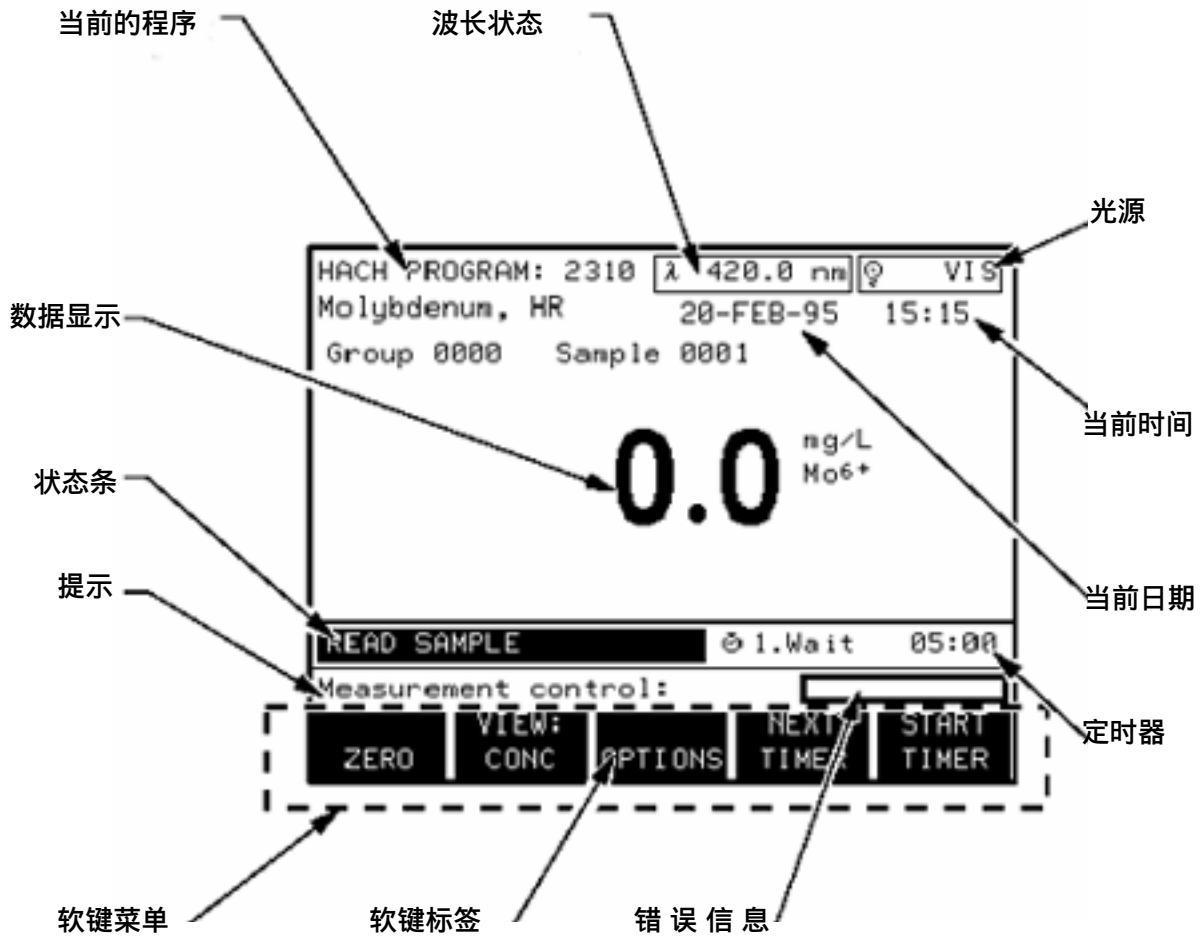 当前的程序
波长状态
光源
HACH PROGRAM: 2310 λ 420.0 nm VIS
Molybdenum, HR 20-FEB-95 15:15
数据显示
Group 0000 Sample 0001
当前时间
0.0 mg/L
Mo6+
状态条
提示
当前日期
READ SAMPLE 1.Wait 05:00
Measurement control:
定时器
ZERO
VIEW:
CONC
OPTIONS
NEXT
TIMER
START
TIMER
软键菜单
软键标签
错误信息